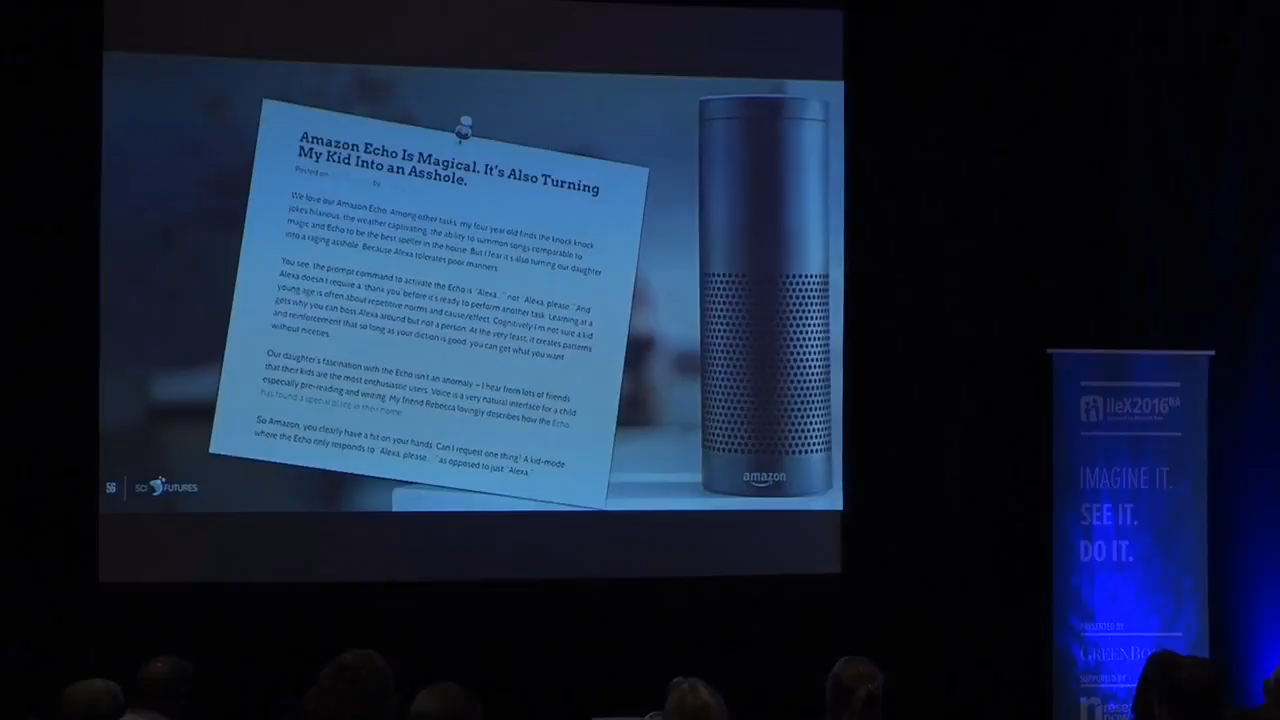 Amazon Echo Is Magical. It's Also Turning
My Kid Into an Asshole.
Posted on by
We love our Amazon Echo. Among other tasks, my four year old finds the knock knock
jokes hilarious, the weather captivating, the ability to summon songs comparable to
magic and Echo to be the best speller in the house. But I fear it's also turning our daughter
into a raging asshole. Because Alexa tolerates poor manners.
You see, the prompt command to activate the Echo is "Alexa..." not "Alexa, please." And
Alexa doesn't require a 'thank you' before it's ready to perform another task. Learning at a
young age is often about repetitive norms and cause/effect. Cognitively I'm not sure a kid
gets why you can boss Alexa around but not a person. At the very least, it creates patterns
and reinforcement that so long as your diction is good, you can get what you want
without niceties.
Our daughter's fascination with the Echo isn't an anomaly – I hear from lots of friends
that their kids are the most enthusiastic users. Voice is a very natural interface for a child
especially pre-reading and writing. My friend Rebecca lovingly describes how the Echo
has found a special place in their home.
So Amazon, you clearly have a hit on your hands. Can I request one thing? A kid-mode
where the Echo only responds to "Alexa, please..." as opposed to just "Alexa."
amazon
56 SCI FUTURES
IIeX2016 NA
IMAGINE IT.
SEE IT.
DO IT.
PRESENTED BY
GREENBO
SUPPORTED BY